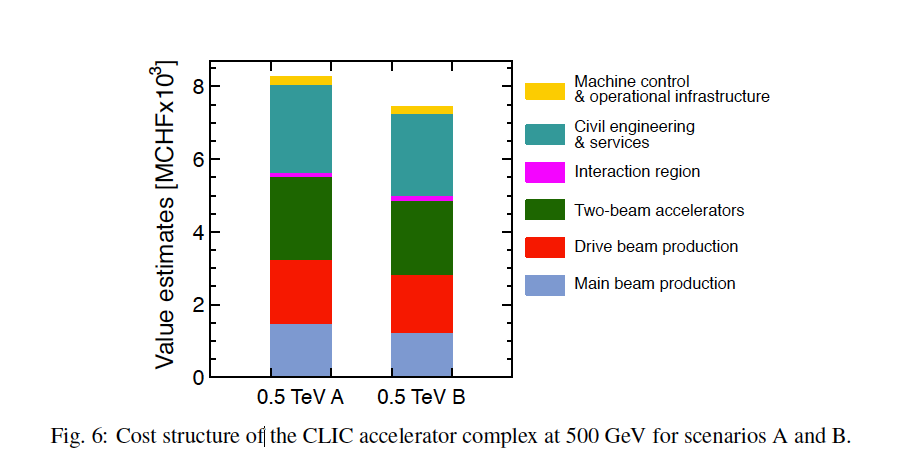 Value estimates [MCHFx10³]
8
6
4
2
0
0.5 TeV A
0.5 TeV B
Machine control
& operational infrastructure
Civil engineering
& services
Interaction region
Two-beam accelerators
Drive beam production
Main beam production
Fig. 6: Cost structure of the CLIC accelerator complex at 500 GeV for scenarios A and B.